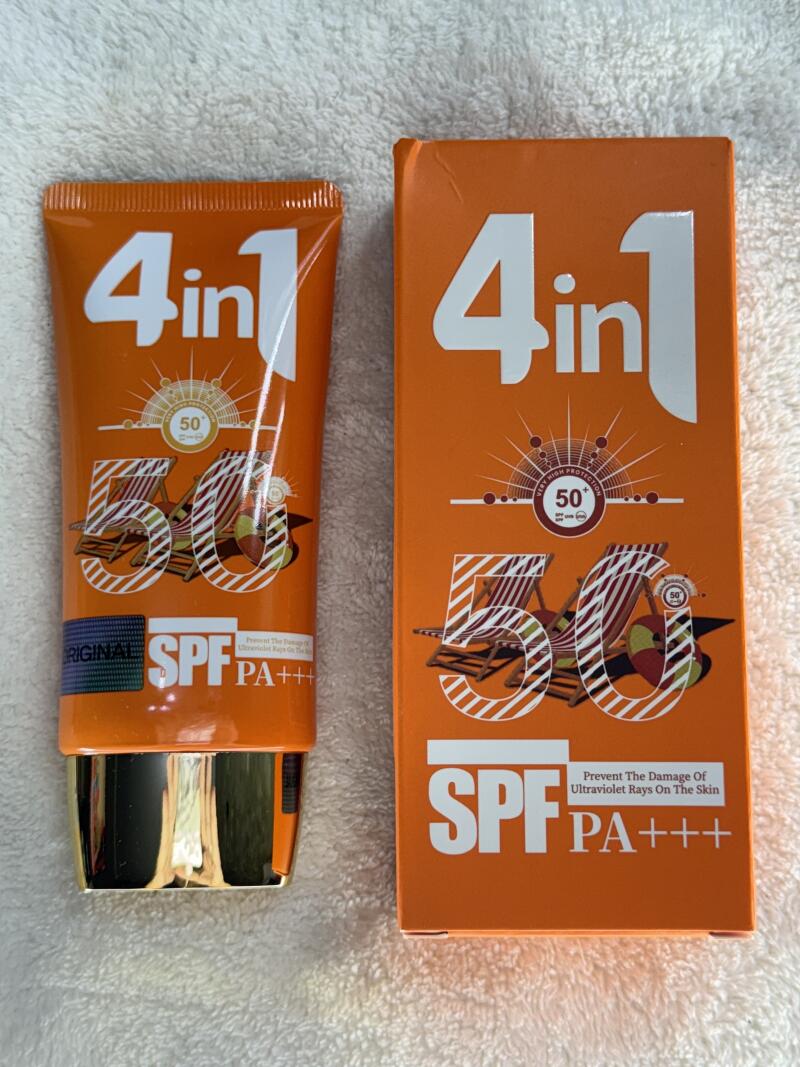 4in1
50+
50
ORIGINAL
SPF
Prevent The Damage Of
Ultraviolet Rays On The Skin
PA+++
4in1
VERY HIGH PROTECTION
50+
50
50+
SPF
Prevent The Damage Of
Ultraviolet Rays On The Skin
PA+++